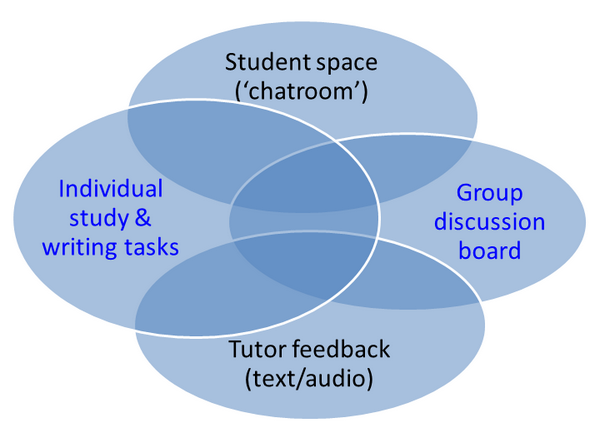 Student space
(‘chatroom’)
Individual
study &
writing tasks
Group
discussion
board
Tutor feedback
(text/audio)